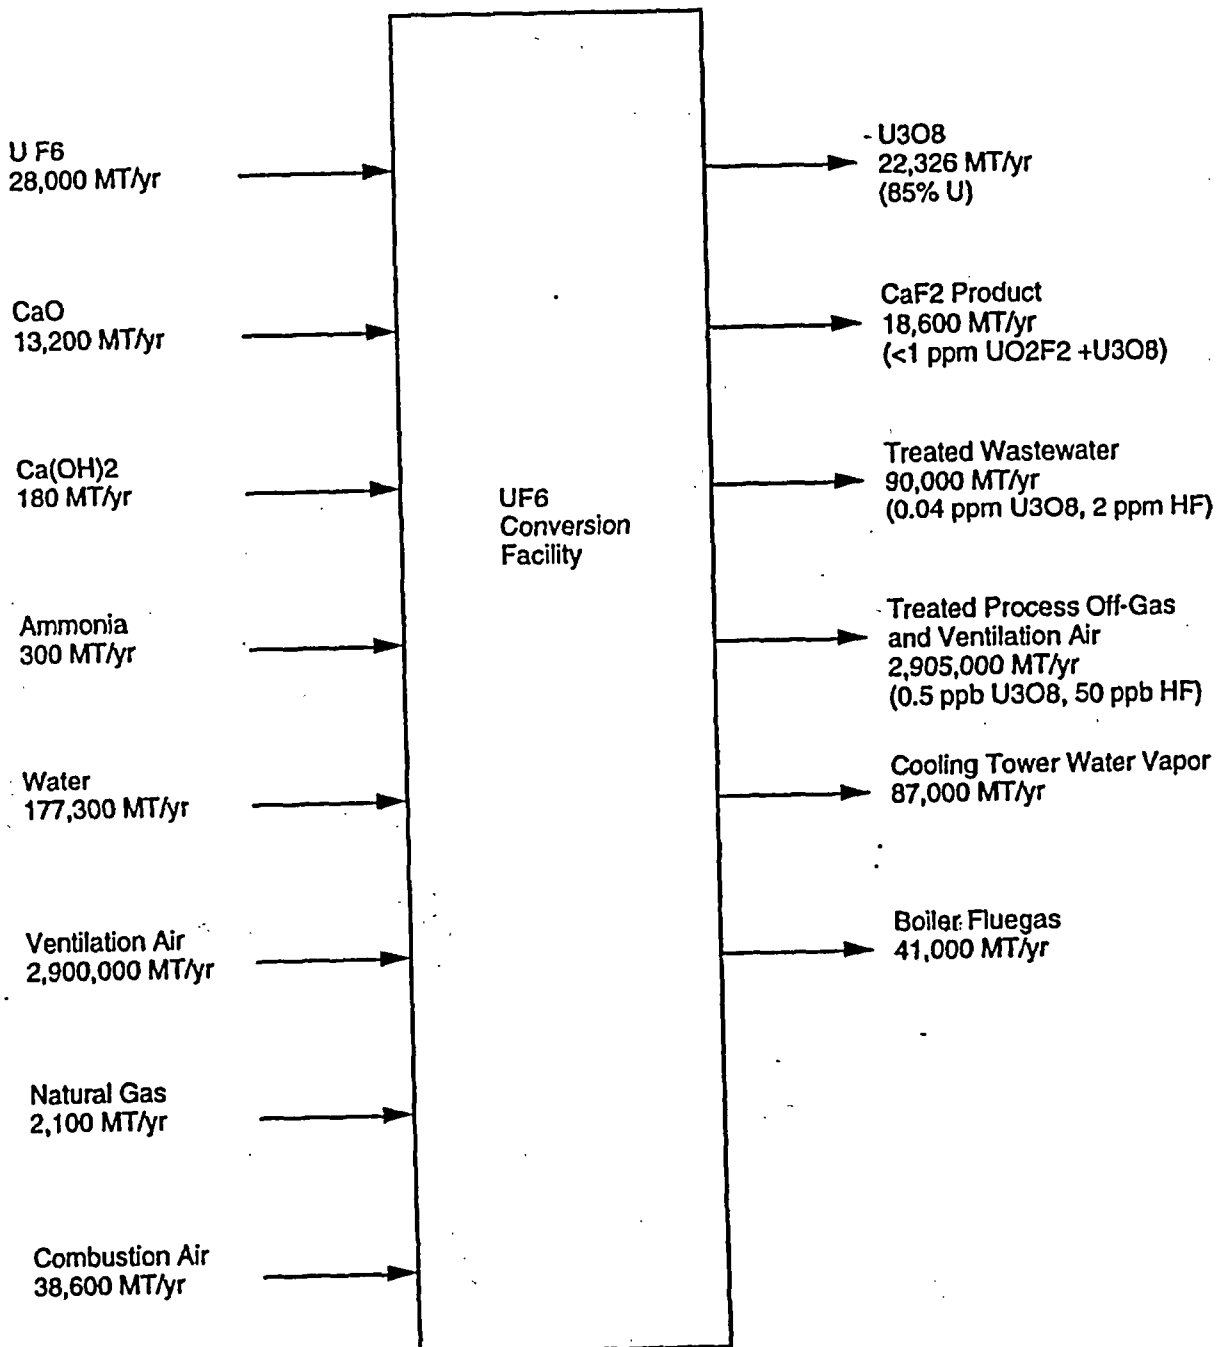 U F6
28,000 MT/yr
CaO
13,200 MT/yr
Ca(OH)2
180 MT/yr
Ammonia
300 MT/yr
Water
177,300 MT/yr
Ventilation Air
2,900,000 MT/yr
Natural Gas
2,100 MT/yr
Combustion Air
38,600 MT/yr
UF6
Conversion
Facility
U3O8
22,326 MT/yr
(85% U)
CaF2 Product
18,600 MT/yr
(<1 ppm UO2F2 +U3O8)
Treated Wastewater
90,000 MT/yr
(0.04 ppm U3O8, 2 ppm HF)
Treated Process Off-Gas
and Ventilation Air
2,905,000 MT/yr
(0.5 ppb U3O8, 50 ppb HF)
Cooling Tower Water Vapor
87,000 MT/yr
Boiler Fluegas
41,000 MT/yr